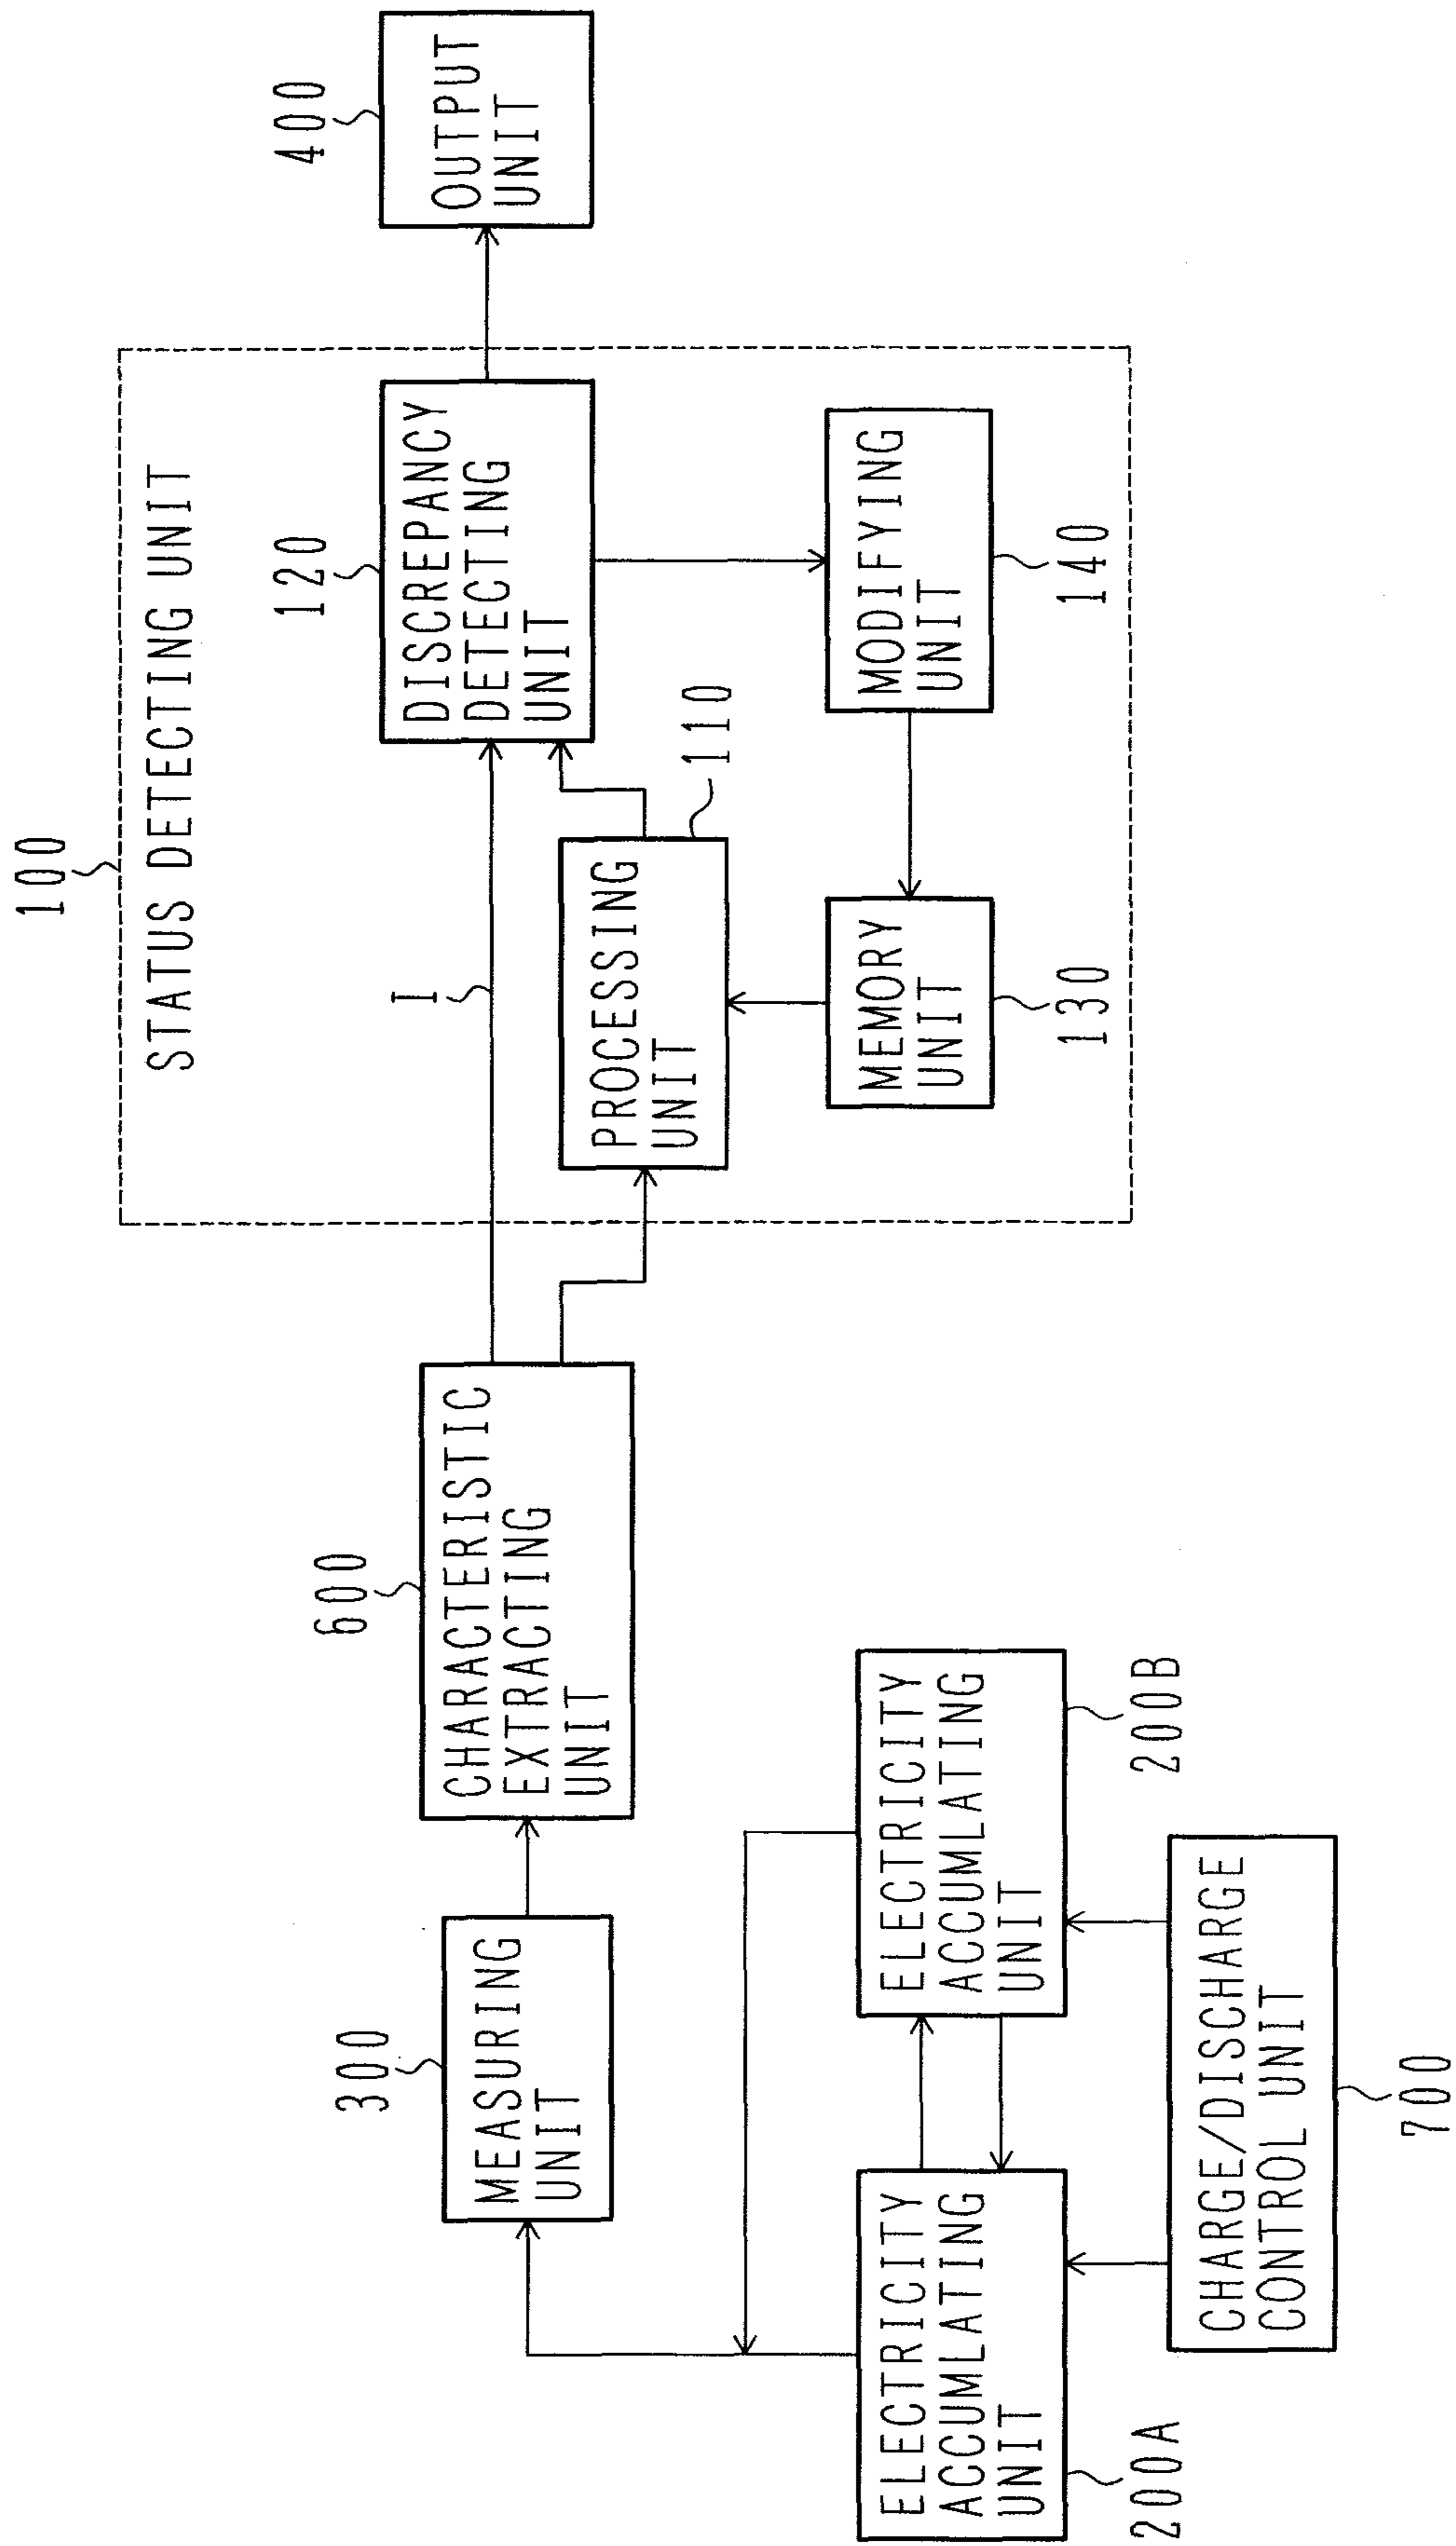 100
STATUS DETECTING UNIT
400
OUTPUT
UNIT
120
DISCREPANCY
DETECTING
UNIT
I
600
CHARACTERISTIC
EXTRACTING
UNIT
300
MEASURING
UNIT
110
PROCESSING
UNIT
MEMORY
UNIT
130
MODIFYING
UNIT
140
ELECTRICITY
ACCUMLATING
UNIT
200A
ELECTRICITY
ACCUMLATING
UNIT
200B
CHARGE/DISCHARGE
CONTROL UNIT
700